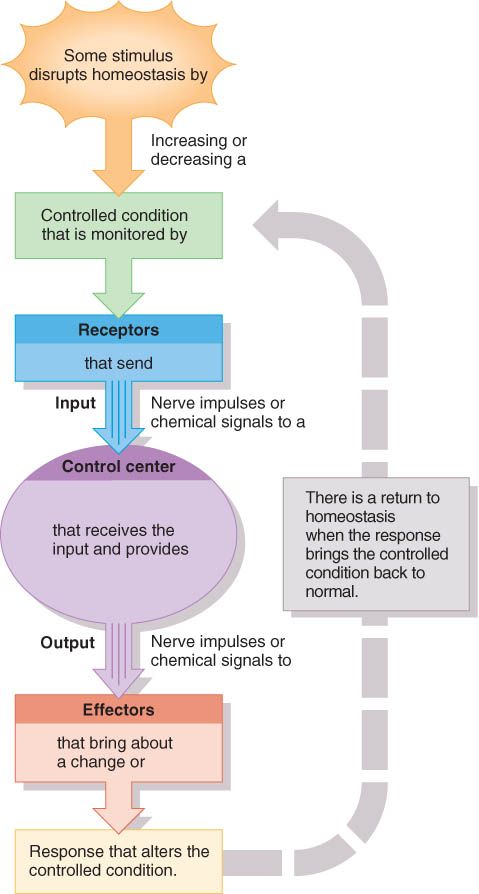 Some stimulus
disrupts homeostasis by
Increasing or
decreasing a
Controlled condition
that is monitored by
Receptors
that send
Input
Nerve impulses or
chemical signals to a
Control center
that receives the
input and provides
Output
Nerve impulses or
chemical signals to
Effectors
that bring about
a change or
Response that alters the
controlled condition.
There is a return to
homeostasis
when the response
brings the controlled
condition back to
normal.